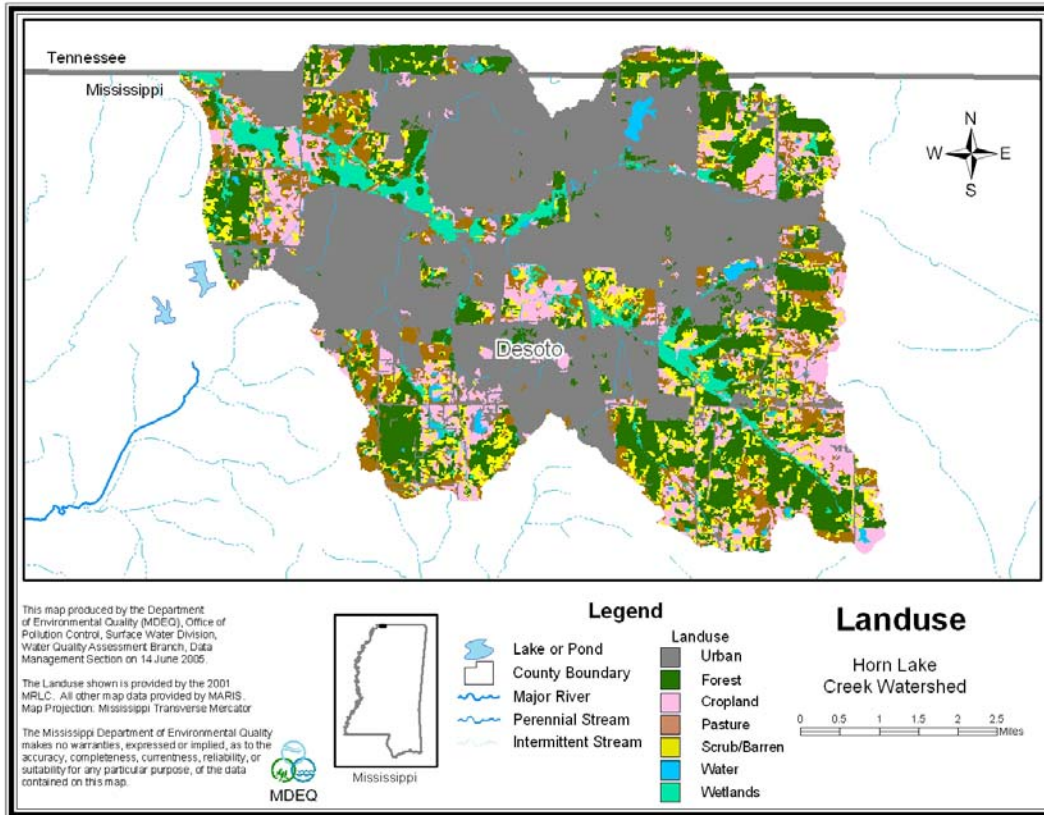 Tennessee
Mississippi
N
W E
S
Desoto
This map produced by the Department
of Environmental Quality (MDEQ), Office of
Pollution Control, Surface Water Division,
Water Quality Assessment Branch, Data
Management Section on 14 June 2005.
The Landuse shown is provided by the 2001
MRLC. All other map data provided by MARIS.
Map Projection: Mississippi Transverse Mercator
The Mississippi Department of Environmental Quality
makes no warranties, expressed or implied, as to the
accuracy, completeness, currentness, reliability, or
suitability for any particular purpose, of the data
contained on this map.
MDEQ
Mississippi
Legend
Lake or Pond
County Boundary
Major River
Perennial Stream
Intermittent Stream
Landuse
Urban
Forest
Cropland
Pasture
Scrub/Barren
Water
Wetlands
Landuse
Horn Lake
Creek Watershed
0 0.5 1 1.5 2 2.5
Miles